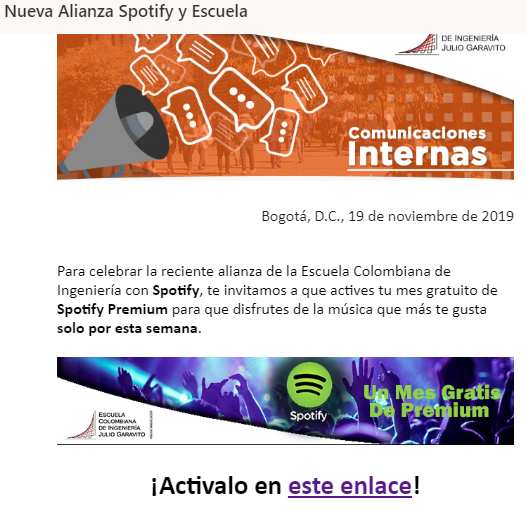 Nueva Alianza Spotify y Escuela
DE INGENIERÍA
JULIO GARAVITO
Comunicaciones
Internas
Bogotá, D.C., 19 de noviembre de 2019
Para celebrar la reciente alianza de la Escuela Colombiana de
Ingeniería con Spotify, te invitamos a que actives tu mes gratuito de
Spotify Premium para que disfrutes de la música que más te gusta
solo por esta semana.
Spotify
Un Mes Gratis
De Premium
ESCUELA
COLOMBIANA
DE INGENIERÍA
JULIO GARAVITO
¡Activalo en este enlace!